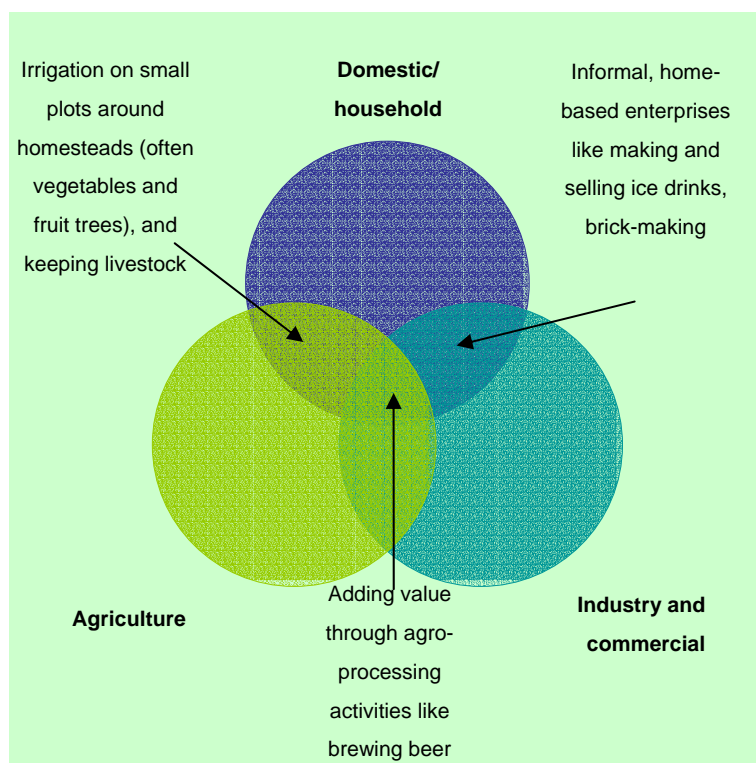 Irrigation on small
plots around
homesteads (often
vegetables and
fruit trees), and
keeping livestock
Domestic/
household
Informal, home-
based enterprises
like making and
selling ice drinks,
brick-making
Agriculture
Adding value
through agro-
processing
activities like
brewing beer
Industry and
commercial